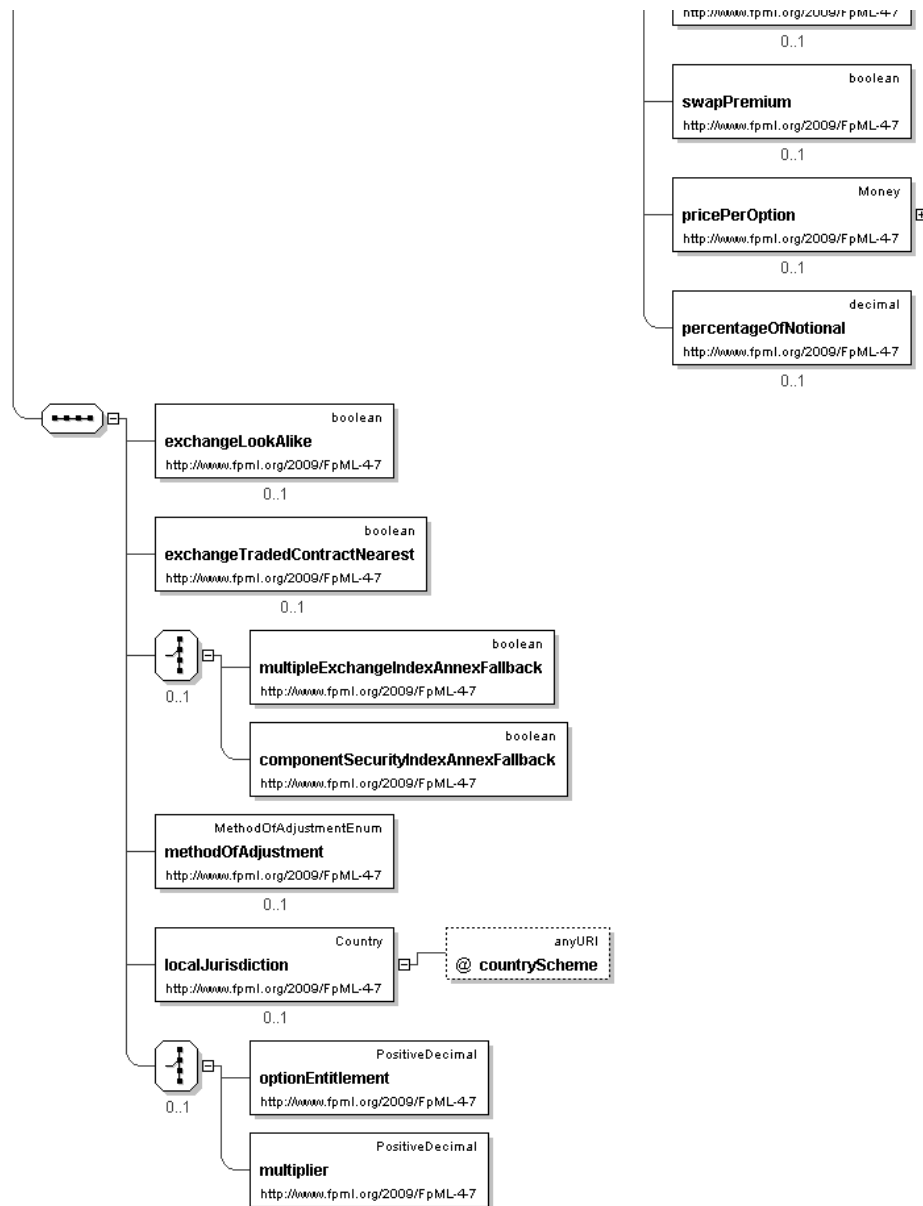 http://www.fpml.org/2009/FpML-4-7
0..1
boolean
swapPremium
http://www.fpml.org/2009/FpML-4-7
0..1
Money
pricePerOption
http://www.fpml.org/2009/FpML-4-7
0..1
decimal
percentageOfNotional
http://www.fpml.org/2009/FpML-4-7
0..1
boolean
exchangeLookAlike
http://www.fpml.org/2009/FpML-4-7
0..1
boolean
exchangeTradedContractNearest
http://www.fpml.org/2009/FpML-4-7
0..1
boolean
multipleExchangeIndexAnnexFallback
http://www.fpml.org/2009/FpML-4-7
0..1
boolean
componentSecurityIndexAnnexFallback
http://www.fpml.org/2009/FpML-4-7
MethodOfAdjustmentEnum
methodOfAdjustment
http://www.fpml.org/2009/FpML-4-7
0..1
Country
localJurisdiction
http://www.fpml.org/2009/FpML-4-7
0..1
anyURI
@ countryScheme
PositiveDecimal
optionEntitlement
http://www.fpml.org/2009/FpML-4-7
0..1
PositiveDecimal
multiplier
http://www.fpml.org/2009/FpML-4-7